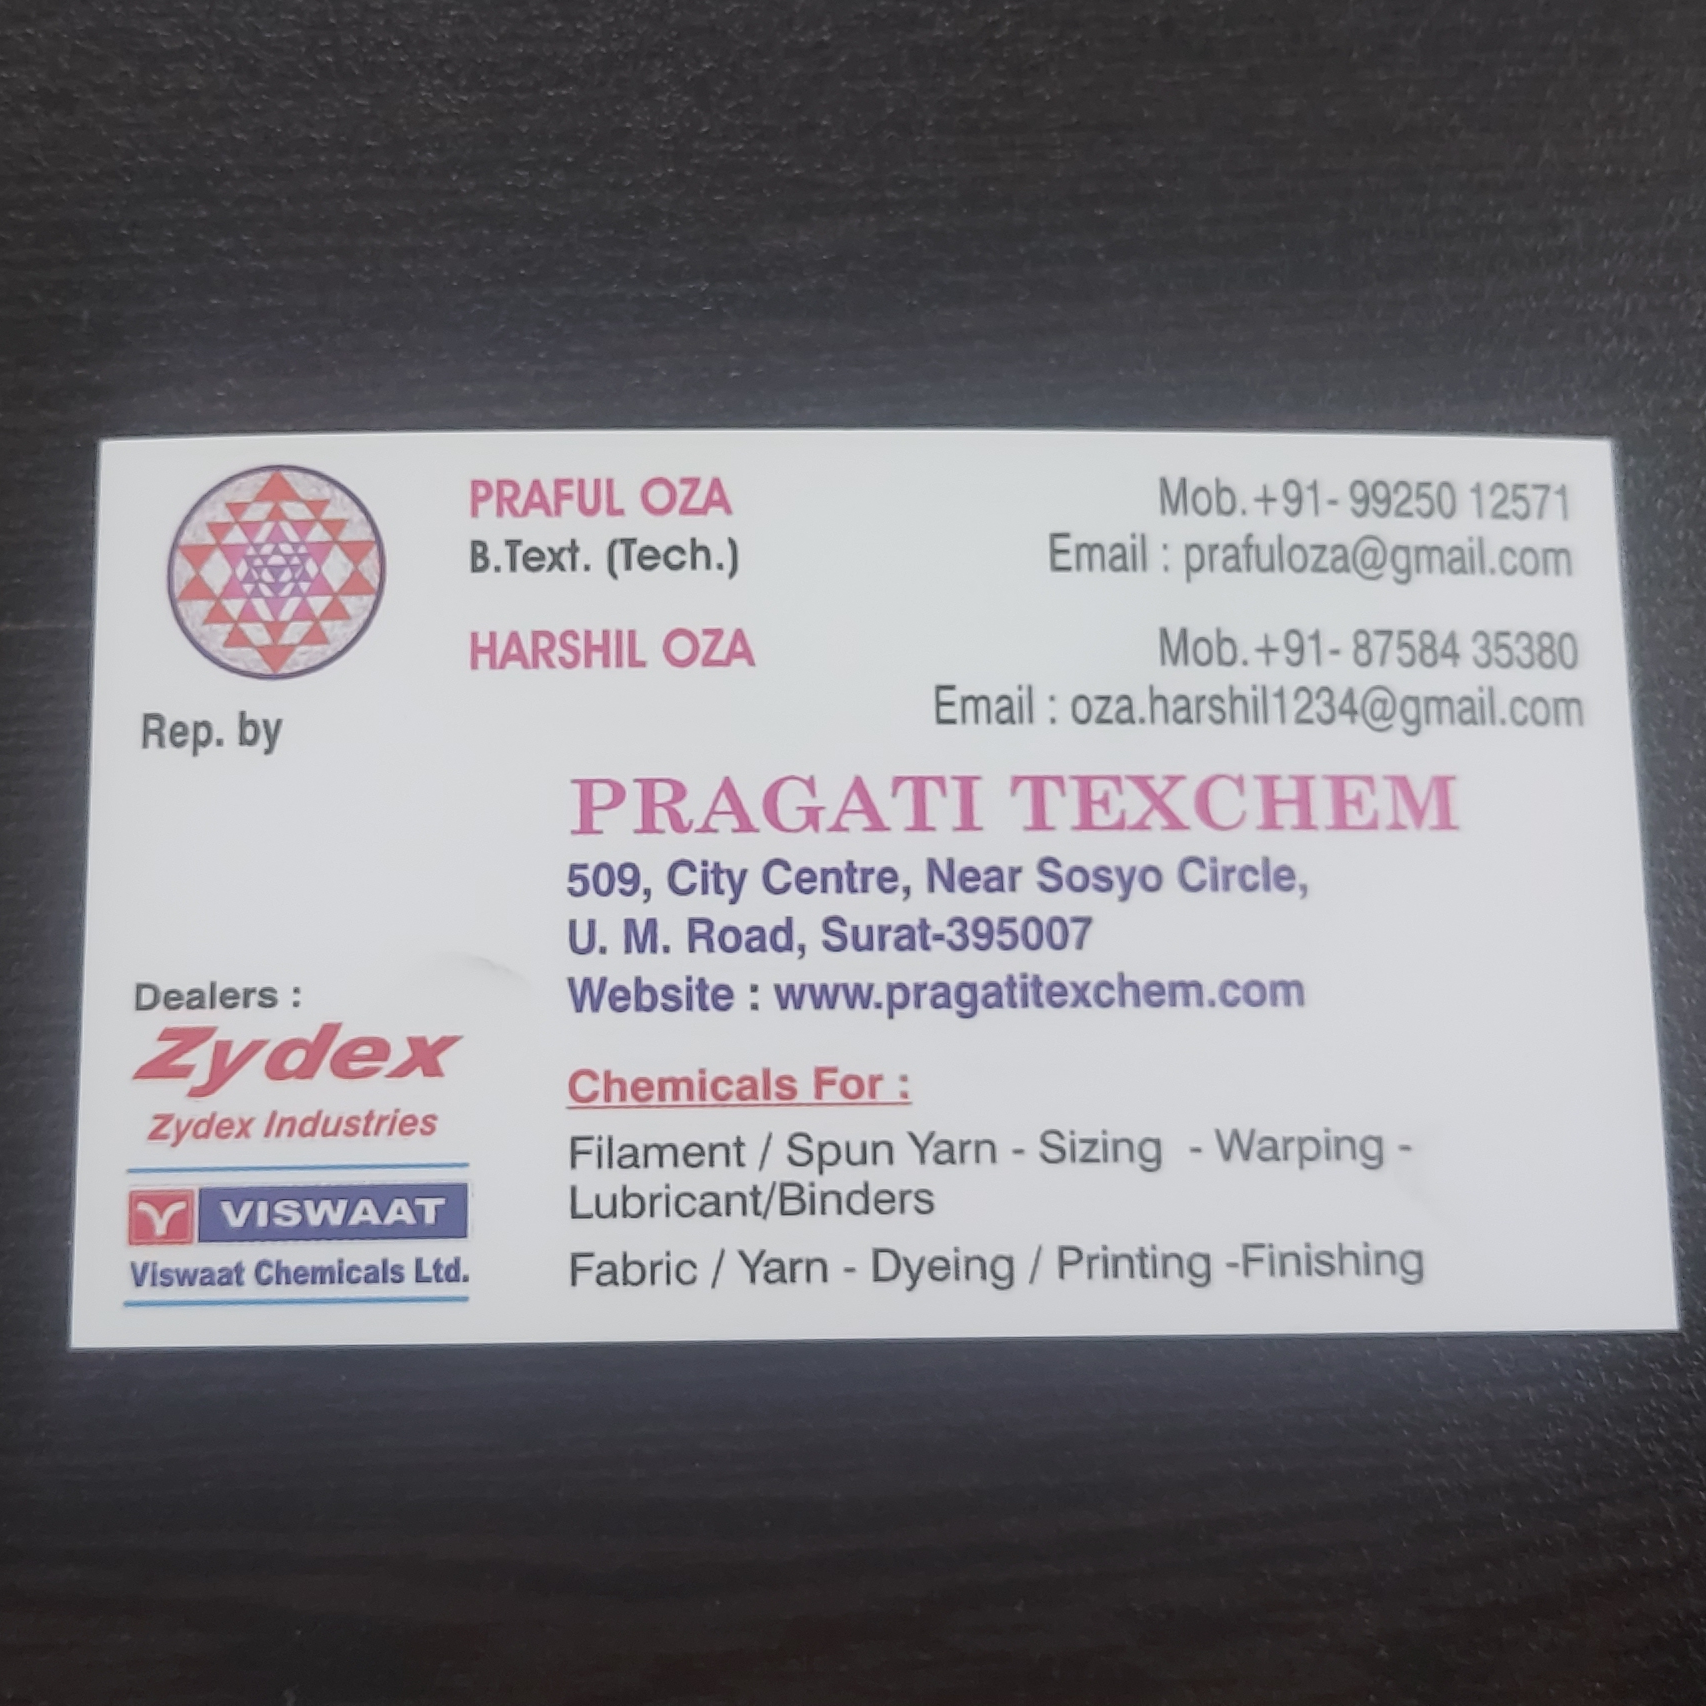 PRAFUL OZA
Mob.+91- 99250 12571
B.Text. (Tech.)
Email : prafuloza@gmail.com
HARSHIL OZA
Mob.+91- 87584 35380
Email : oza.harshil1234@gmail.com
Rep. by
PRAGATI TEXCHEM
509, City Centre, Near Sosyo Circle,
U. M. Road, Surat-395007
Website : www.pragatitexchem.com
Dealers :
Zydex
Zydex Industries
VISWAAT
Viswaat Chemicals Ltd.
Chemicals For :
Filament / Spun Yarn - Sizing - Warping -
Lubricant/Binders
Fabric / Yarn - Dyeing / Printing -Finishing